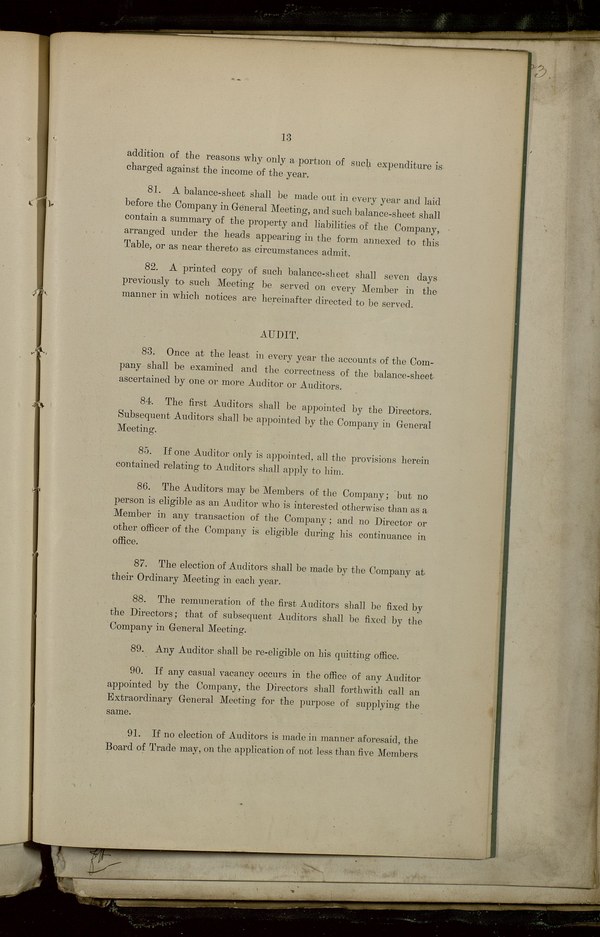 3.
13
addition of the reasons why only a portion of such expenditure is
charged against the income of the year.
81. A balance-sheet shall be made out in every year and laid
before the Company in General Meeting, and such balance-sheet shall
contain a summary of the property and liabilities of the Company,
arranged under the heads appearing in the form annexed to this
Table, or as near thereto as circumstances admit.
82. A printed copy of such balance-sheet shall seven days
previously to such Meeting be served on every Member in the
manner in which notices are hereinafter directed to be served.
AUDIT.
83. Once at the least in every year the accounts of the Com-
pany shall be examined and the correctness of the balance-sheet
ascertained by one or more Auditor or Auditors.
84. The first Auditors shall be appointed by the Directors.
Subsequent Auditors shall be appointed by the Company in General
Meeting.
85. If one Auditor only is appointed, all the provisions herein
contained relating to Auditors shall apply to him.
86. The Auditors may be Members of the Company; but no
person is eligible as an Auditor who is interested otherwise than as a
Member in any transaction of the Company; and no Director or
other officer of the Company is eligible during his continuance in
office.
87. The election of Auditors shall be made by the Company at
their Ordinary Meeting in each year.
88. The remuneration of the first Auditors shall be fixed by
the Directors; that of subsequent Auditors shall be fixed by the
Company in General Meeting.
89. Any Auditor shall be re-eligible on his quitting office.
90. If any casual vacancy occurs in the office of any Auditor
appointed by the Company, the Directors shall forthwith call an
Extraordinary General Meeting for the purpose of supplying the
same.
91. If no election of Auditors is made in manner aforesaid, the
Board of Trade may, on the application of not less than five Members